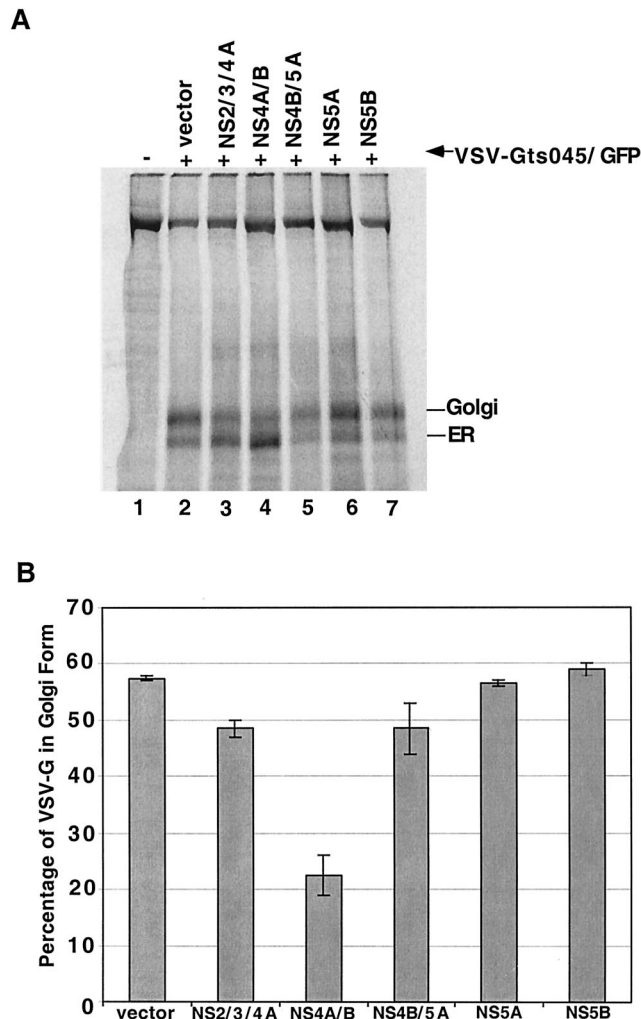 A
vector
NS2/3/4A
NS4A/B
NS4B/5A
NS5A
NS5B
- + + + + + + VSV-Gts045/GFP
Golgi
ER
1 2 3 4 5 6 7
B
Percentage of VSV-G in Golgi Form
70
60
50
40
30
20
10
0
vector NS2/3/4A NS4A/B NS4B/5A NS5A NS5B